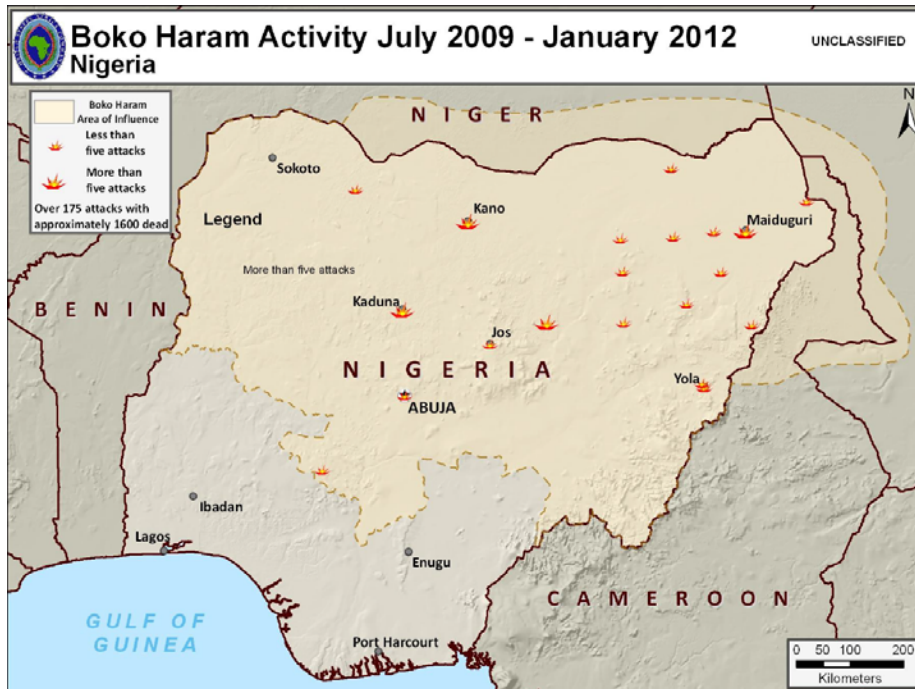 Boko Haram Activity July 2009 - January 2012
Nigeria
UNCLASSIFIED
Boko Haram
Area of Influence
Less than
five attacks
More than
five attacks
Over 175 attacks with
approximately 1600 dead
Legend
More than five attacks
N
NIGER
Sokoto
Kano
Maiduguri
BENIN
Kaduna
Jos
NIGERIA
Yola
ABUJA
Ibadan
Lagos
Enugu
CAMEROON
GULF OF
GUINEA
Port Harcourt
0 50 100 200
Kilometers